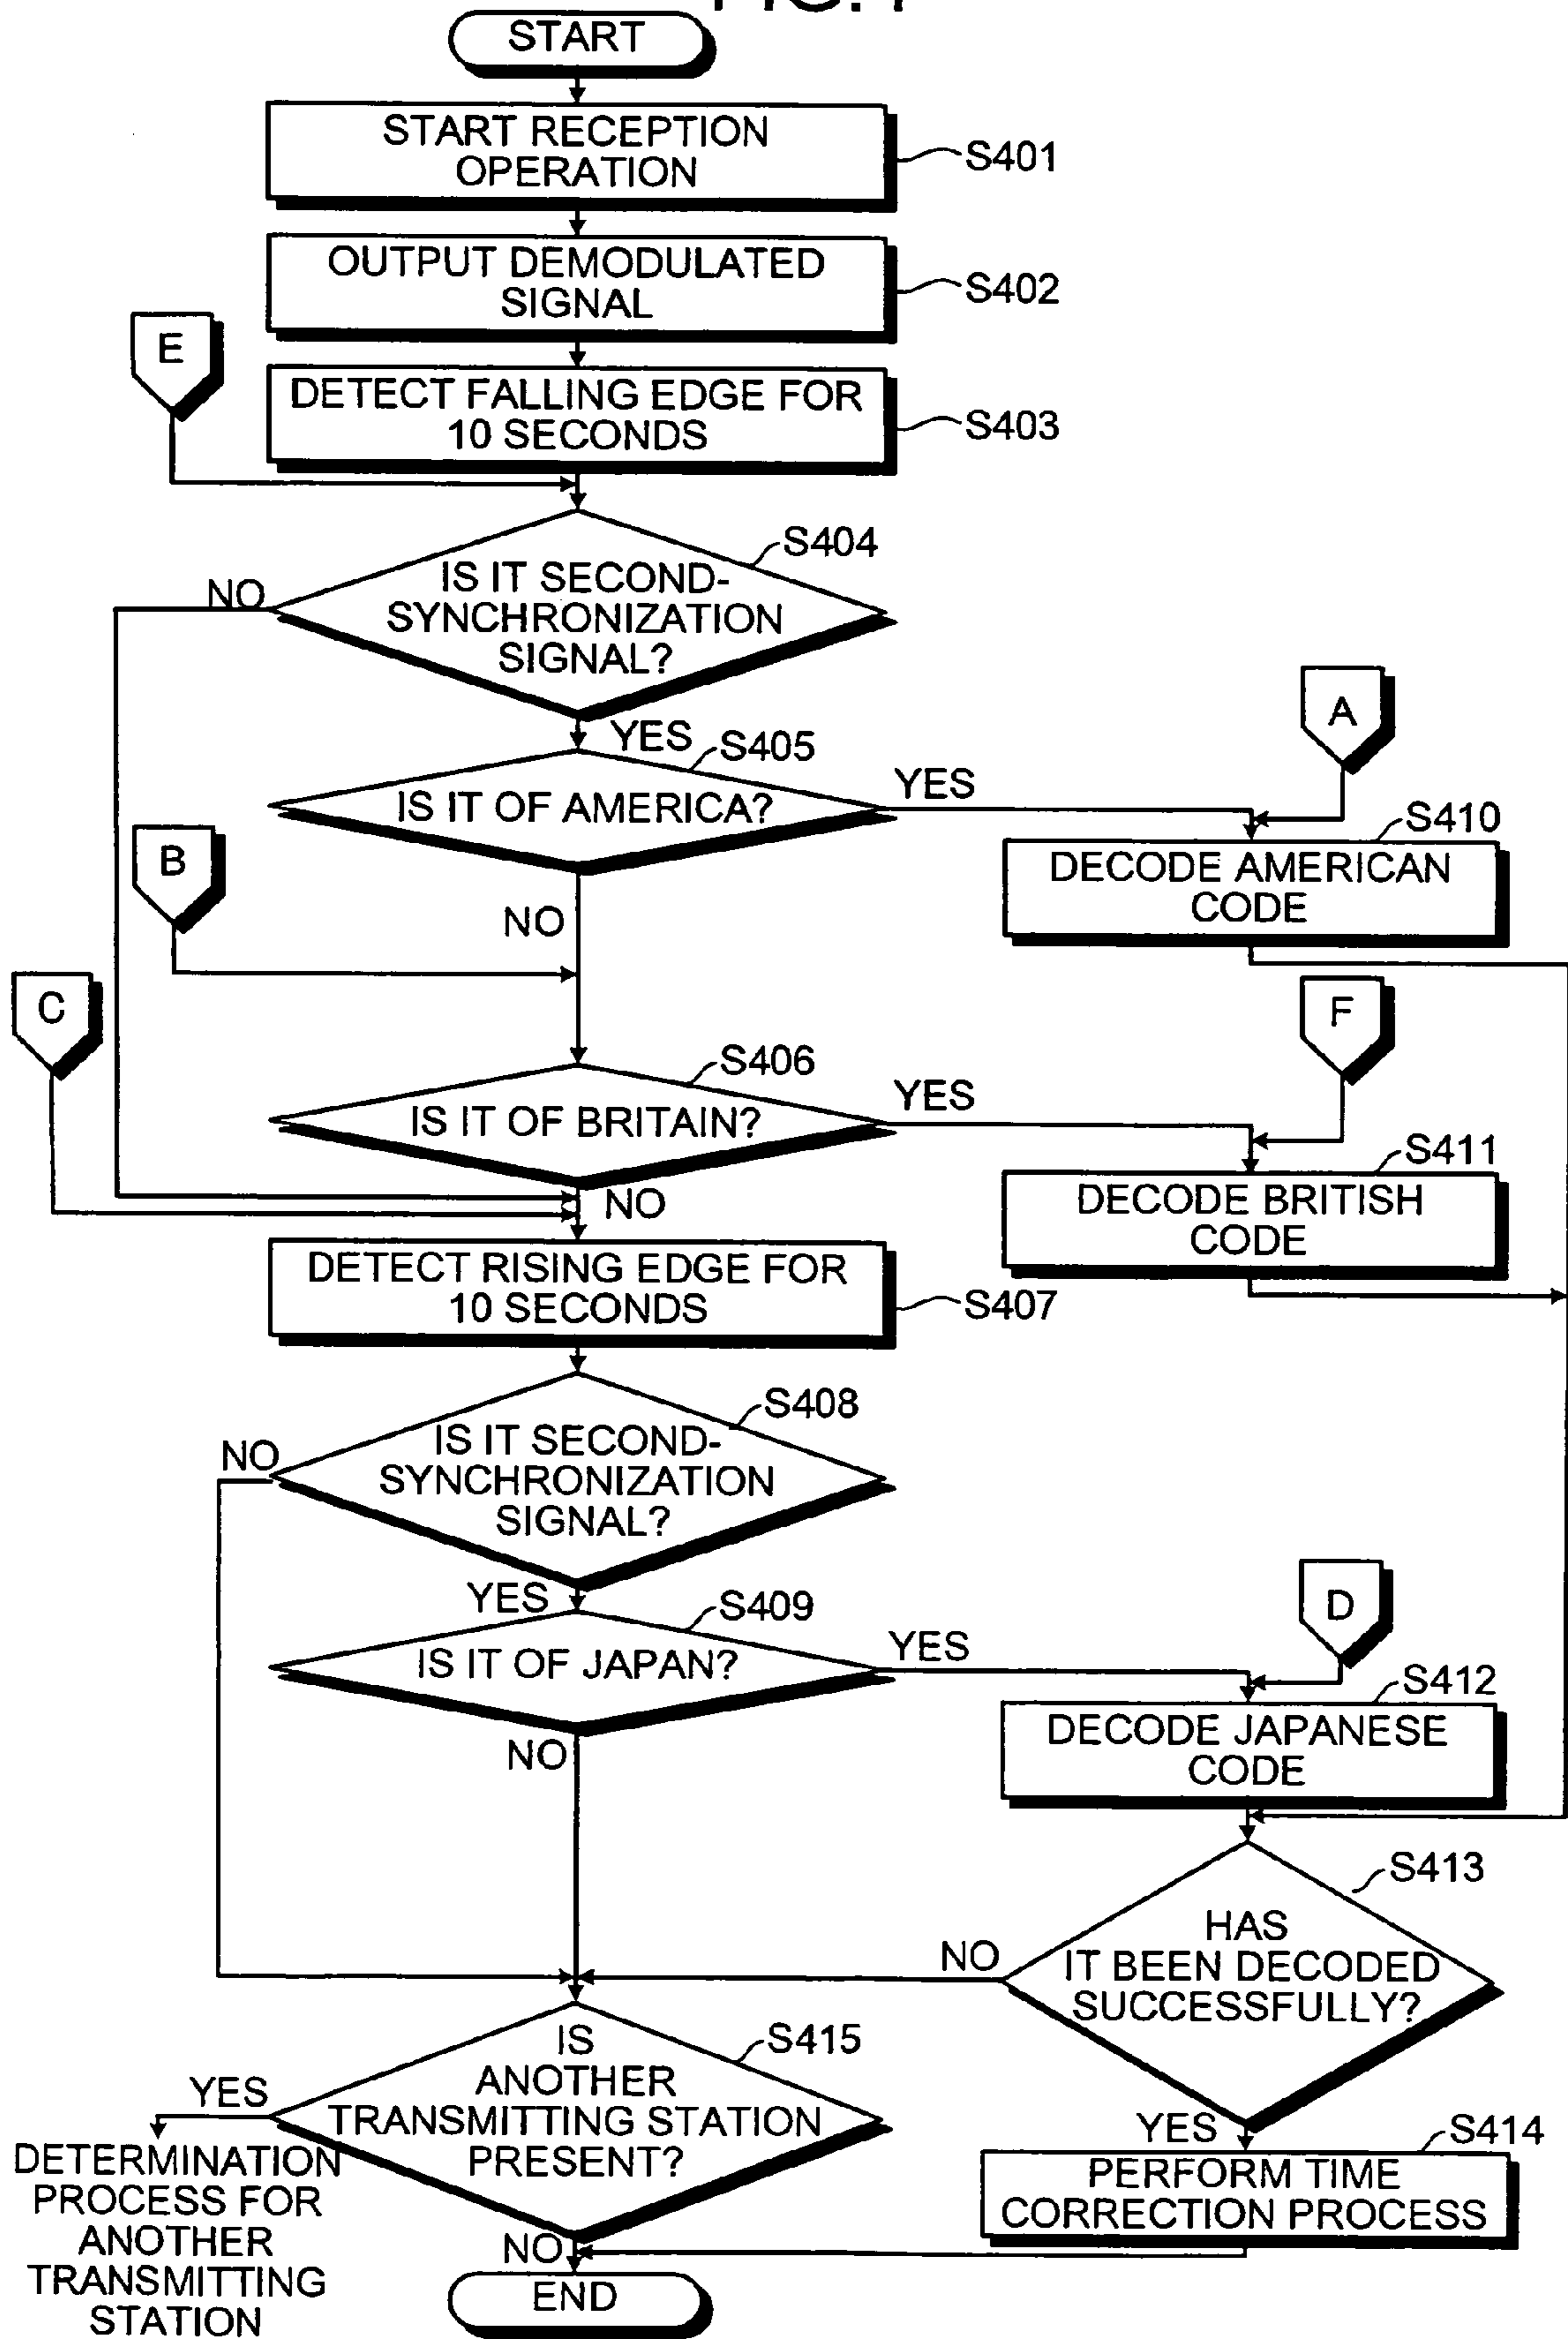 START
START RECEPTION
OPERATION
S401
OUTPUT DEMODULATED
SIGNAL
S402
E
DETECT FALLING EDGE FOR
10 SECONDS
S403
S404
NO
IS IT SECOND-
SYNCHRONIZATION
SIGNAL?
YES
A
S405
YES
IS IT OF AMERICA?
S410
DECODE AMERICAN
CODE
B
NO
C
F
S406
YES
IS IT OF BRITAIN?
S411
DECODE BRITISH
CODE
NO
DETECT RISING EDGE FOR
10 SECONDS
S407
S408
NO
IS IT SECOND-
SYNCHRONIZATION
SIGNAL?
YES
D
S409
YES
IS IT OF JAPAN?
S412
DECODE JAPANESE
CODE
NO
S413
HAS
IT BEEN DECODED
SUCCESSFULLY?
NO
YES
S415
IS
ANOTHER
TRANSMITTING STATION
PRESENT?
YES
DETERMINATION
PROCESS FOR
ANOTHER
TRANSMITTING
STATION
S414
PERFORM TIME
CORRECTION PROCESS
NO
END